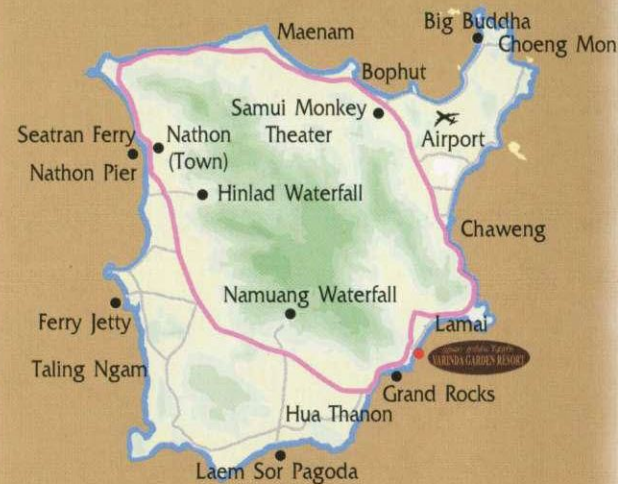 Big Buddha
Choeng Mon
Maenam
Bophut
Samui Monkey
Theater
Airport
Seatran Ferry
Nathon
(Town)
Nathon Pier
Hinlad Waterfall
Chaweng
Namuang Waterfall
Ferry Jetty
Lamai
VARINDA GARDEN RESORT
Taling Ngam
Grand Rocks
Hua Thanon
Laem Sor Pagoda